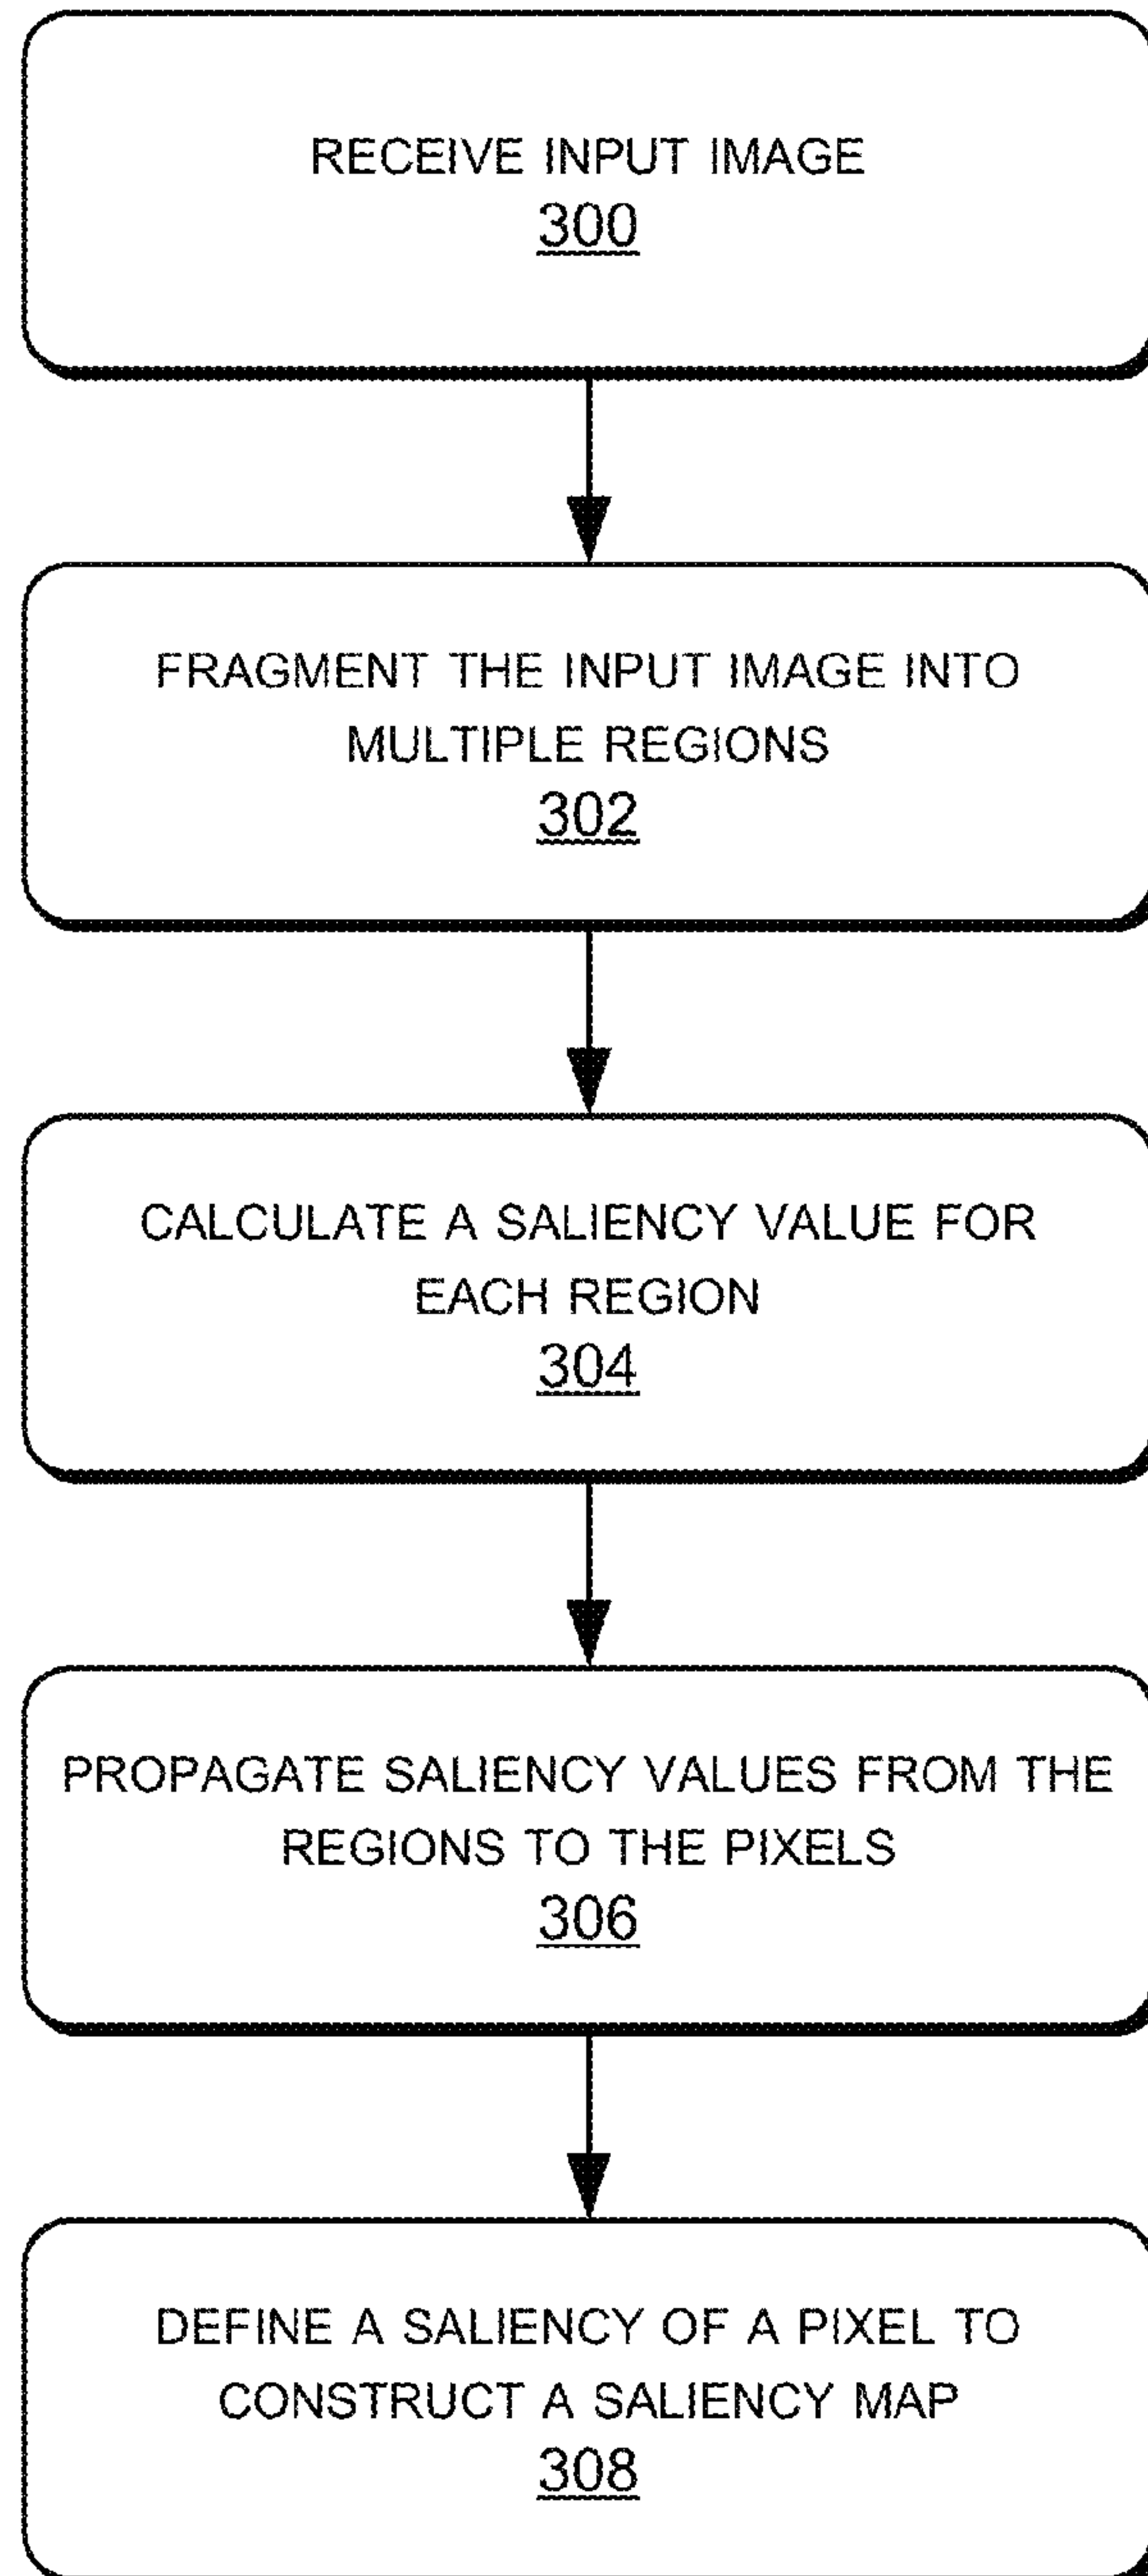 RECEIVE INPUT IMAGE
300
FRAGMENT THE INPUT IMAGE INTO
MULTIPLE REGIONS
302
CALCULATE A SALIENCY VALUE FOR
EACH REGION
304
PROPAGATE SALIENCY VALUES FROM THE
REGIONS TO THE PIXELS
306
DEFINE A SALIENCY OF A PIXEL TO
CONSTRUCT A SALIENCY MAP
308